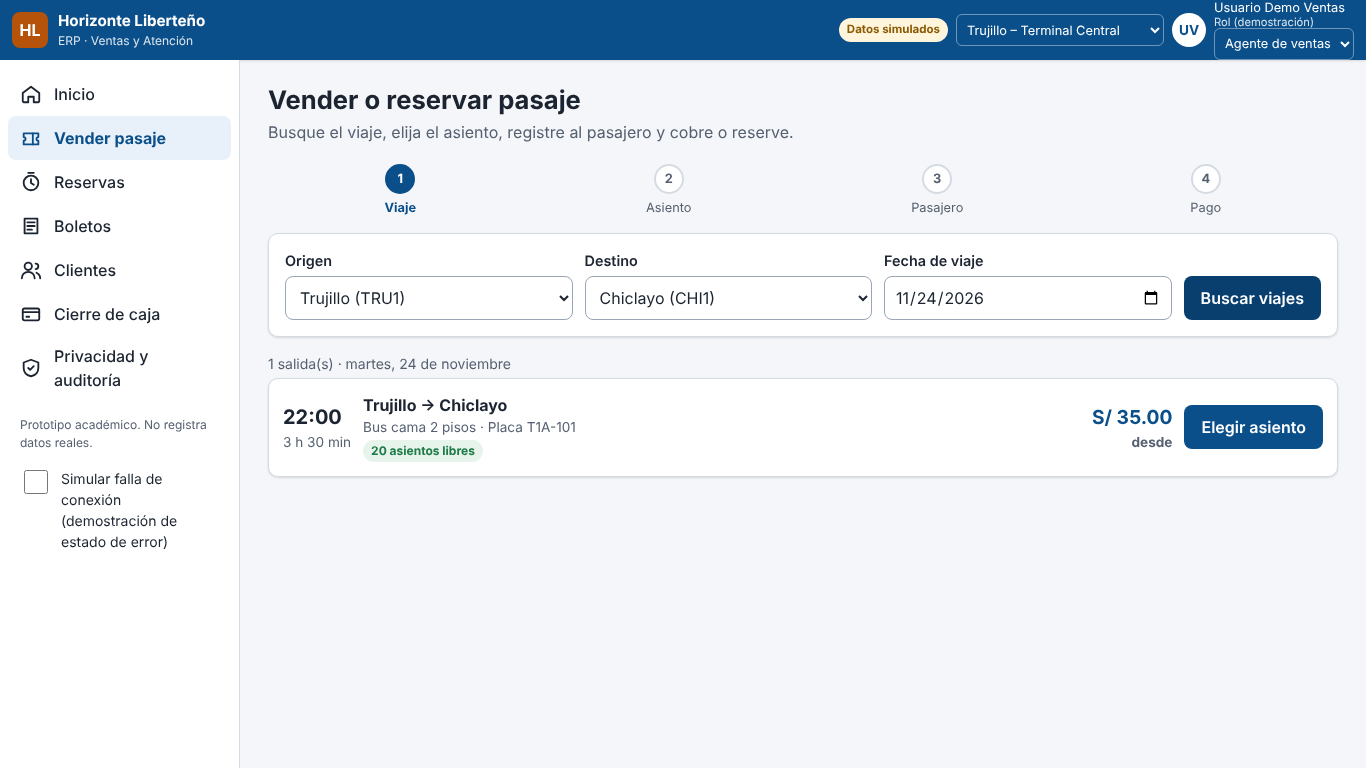 HL
Horizonte Liberteño
ERP · Ventas y Atención
Datos simulados
Trujillo – Terminal Central
UV
Usuario Demo Ventas
Rol (demostración)
Agente de ventas
Inicio
Vender pasaje
Reservas
Boletos
Clientes
Cierre de caja
Privacidad y
auditoría
Prototipo académico. No registra
datos reales.
Simular falla de
conexión
(demostración de
estado de error)
Vender o reservar pasaje
Busque el viaje, elija el asiento, registre al pasajero y cobre o reserve.
1
Viaje
2
Asiento
3
Pasajero
4
Pago
Origen
Trujillo (TRU1)
Destino
Chiclayo (CHI1)
Fecha de viaje
11/24/2026
Buscar viajes
1 salida(s) · martes, 24 de noviembre
22:00
3 h 30 min
Trujillo → Chiclayo
Bus cama 2 pisos · Placa T1A-101
20 asientos libres
S/ 35.00
desde
Elegir asiento